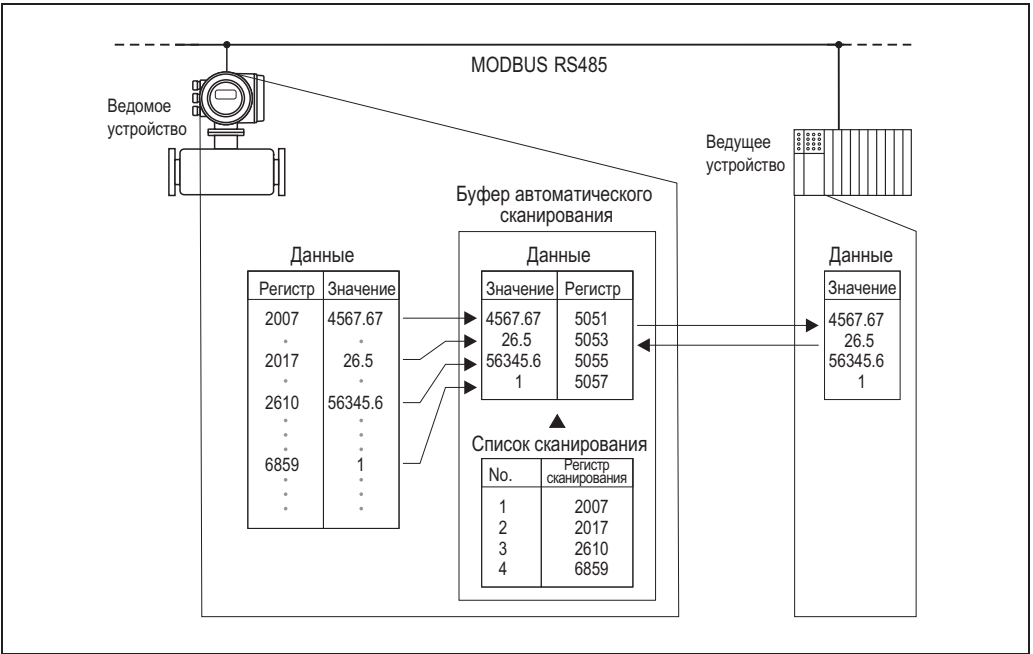 MODBUS RS485
Ведомое
устройство
Ведущее
устройство
Буфер автоматического
сканирования
Данные
Регистр Значение
2007 4567.67
2017 26.5
2610 56345.6
6859 1
Данные
Значение Регистр
4567.67 5051
26.5 5053
56345.6 5055
1 5057
Список сканирования
No. Регистр
сканирования
1 2007
2 2017
3 2610
4 6859
Данные
Значение
4567.67
26.5
56345.6
1